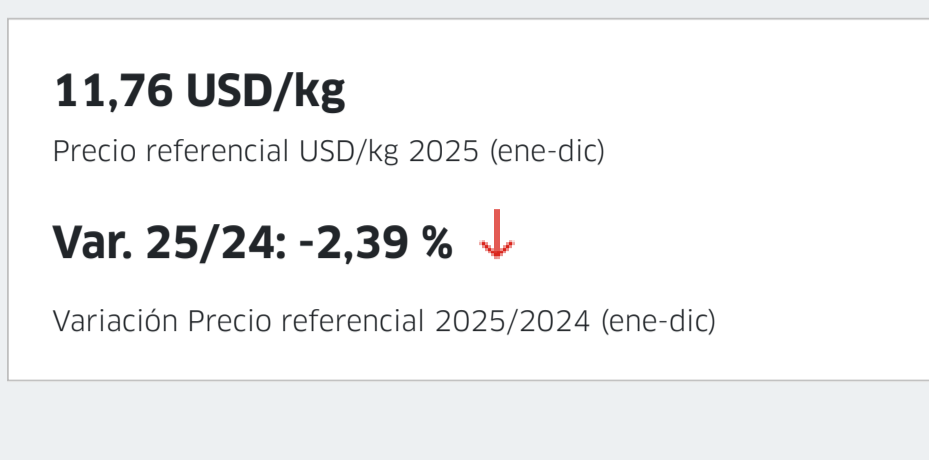 11,76 USD/kg
Precio referencial USD/kg 2025 (ene-dic)
Var. 25/24: -2,39 %
Variación Precio referencial 2025/2024 (ene-dic)